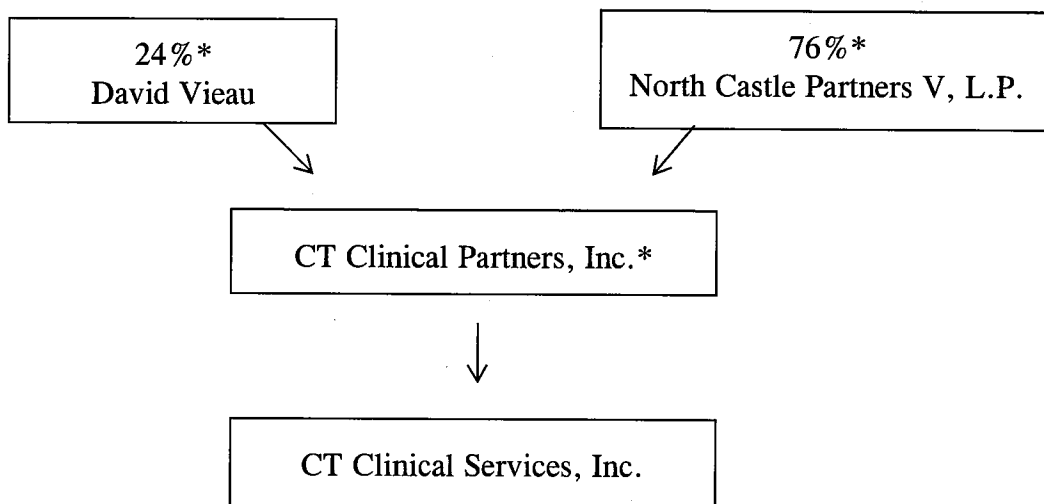 24%*
David Vieau
76%*
North Castle Partners V, L.P.
CT Clinical Partners, Inc.*
CT Clinical Services, Inc.